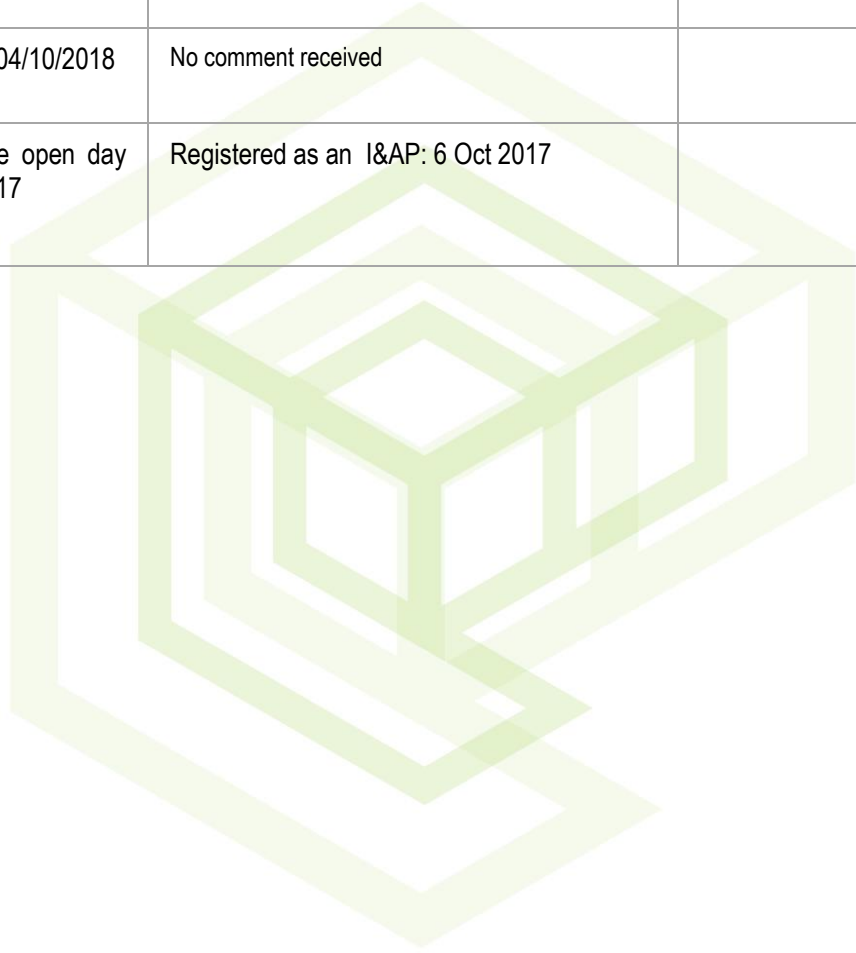 04/10/2018 No comment received
e open day Registered as an I&AP: 6 Oct 2017
17